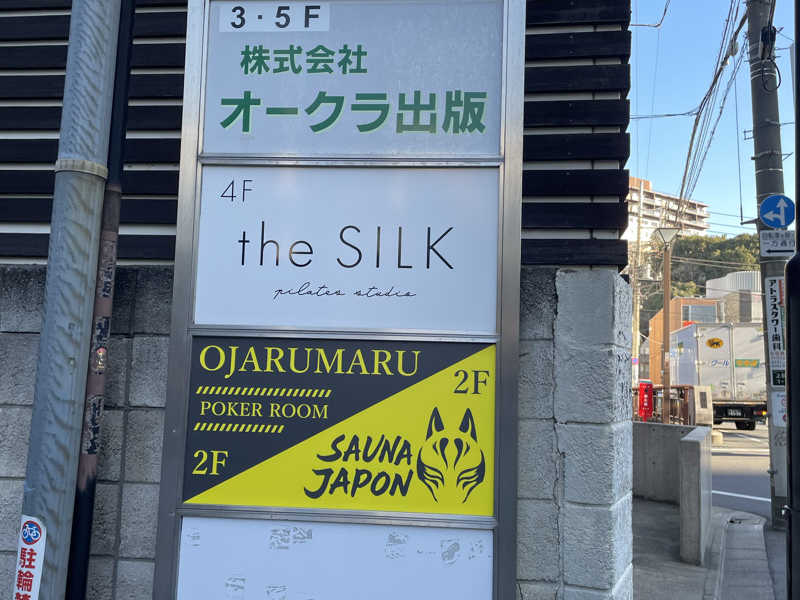 3・5F
株式会社
オークラ出版
4F
the SILK
pilates studio
OJARUMARU
POKER ROOM
2F
2F
SAUNA
JAPON
駐輪
アトラスタワー歯科